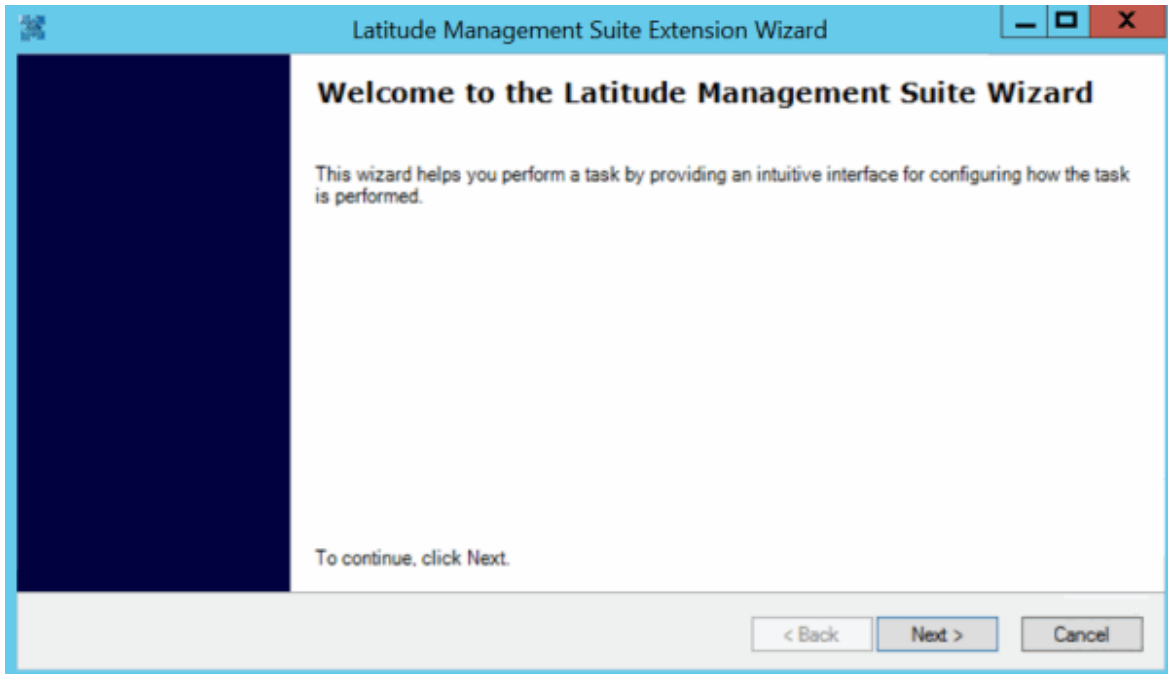 Latitude Management Suite Extension Wizard
Welcome to the Latitude Management Suite Wizard
This wizard helps you perform a task by providing an intuitive interface for configuring how the task
is performed.
To continue, click Next.
< Back Next > Cancel